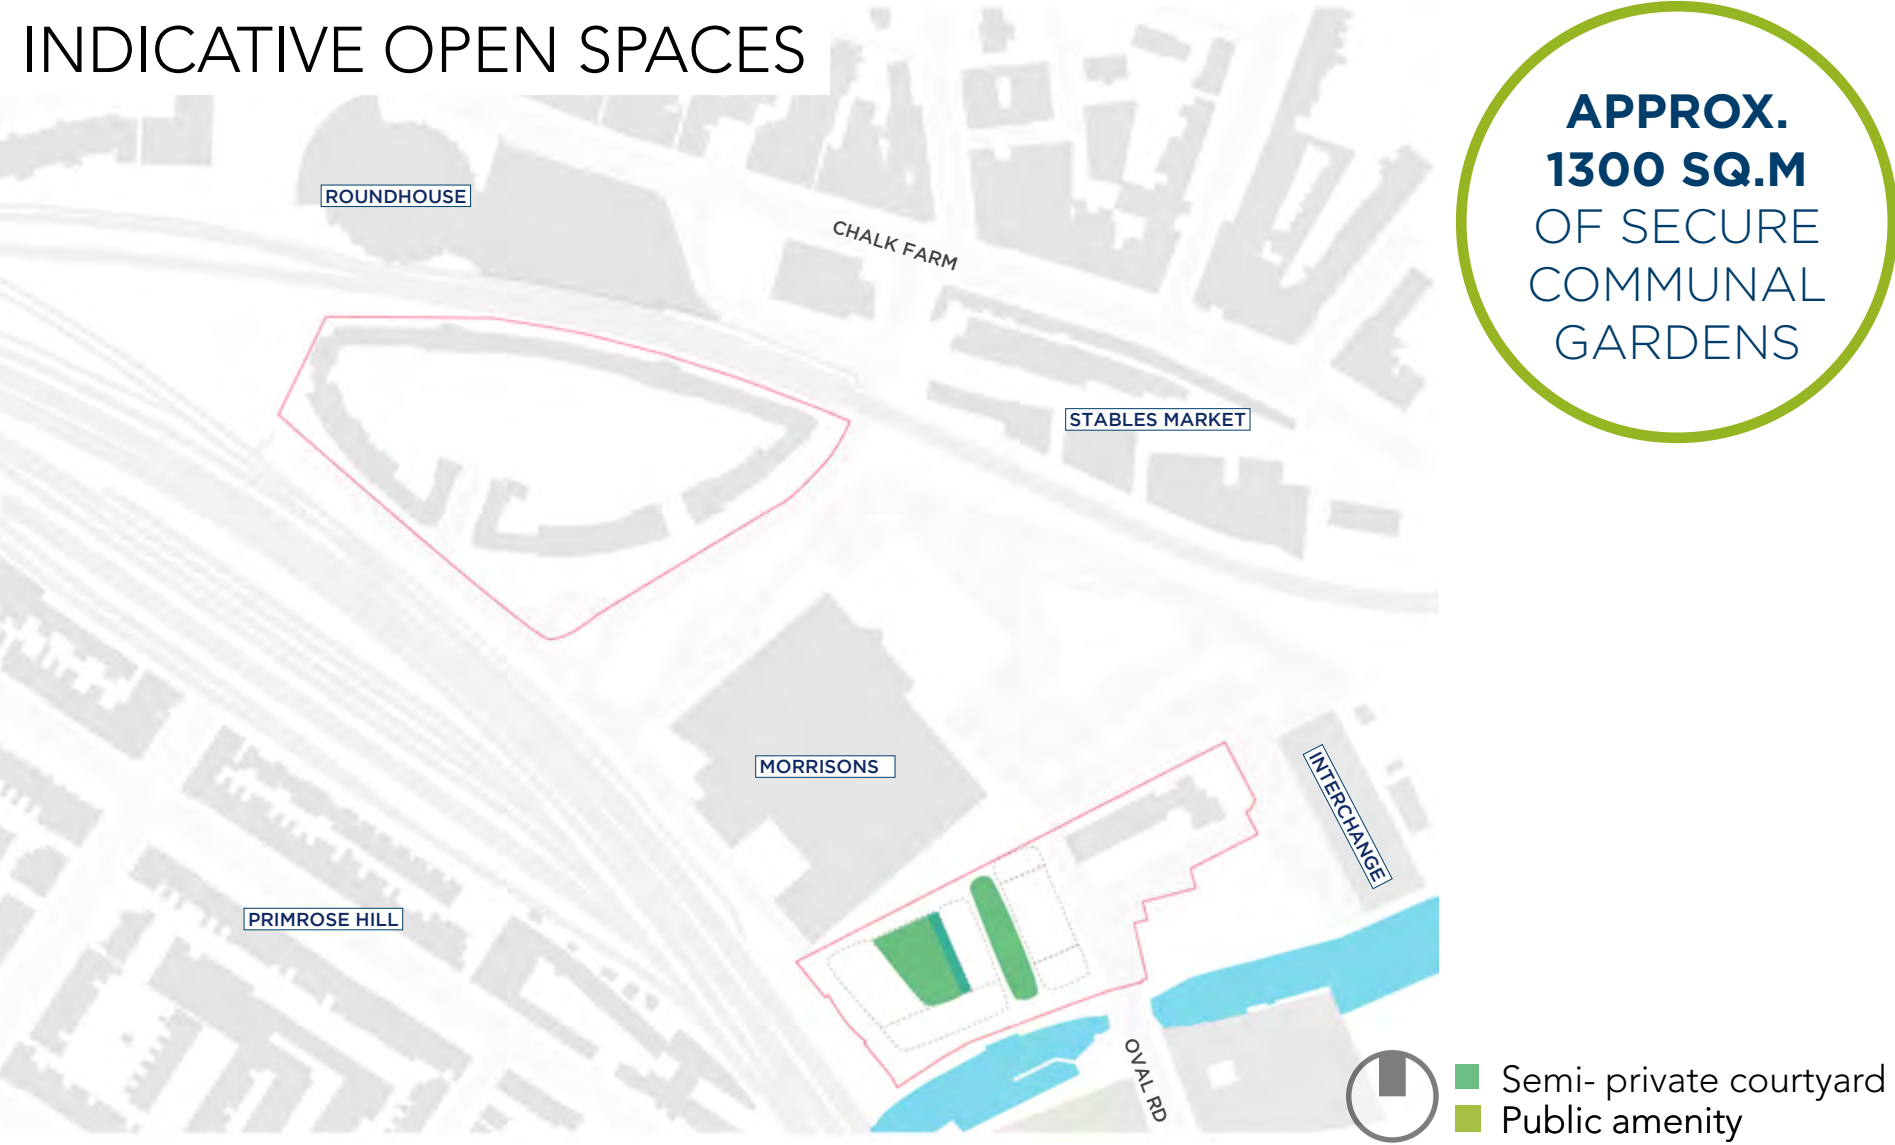 INDICATIVE OPEN SPACES
APPROX.
1300 SQ.M
OF SECURE
COMMUNAL
GARDENS
ROUNDHOUSE
CHALK FARM
STABLES MARKET
MORRISONS
INTERCHANGE
PRIMROSE HILL
OVAL RD
Semi- private courtyard
Public amenity